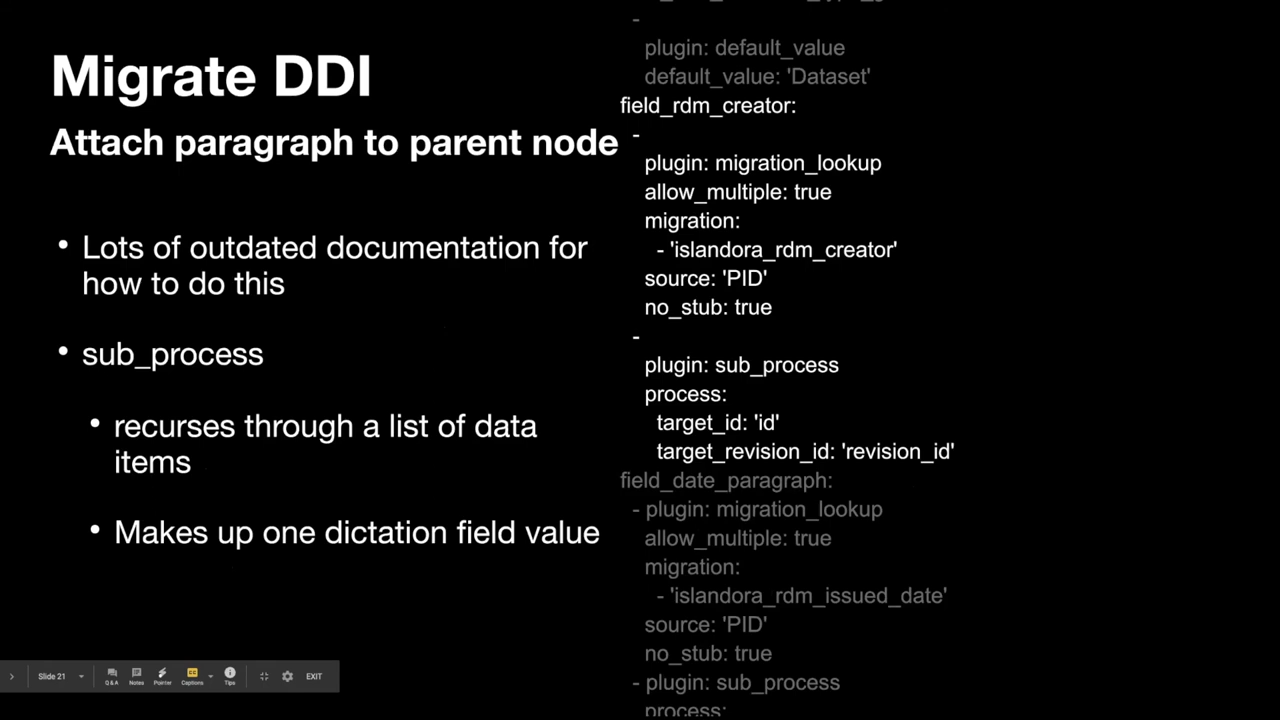 Migrate DDI
Attach paragraph to parent node
• Lots of outdated documentation for
how to do this
• sub_process
• recurses through a list of data
items
• Makes up one dictation field value
-
plugin: default_value
default_value: 'Dataset'
field_rdm_creator:
-
plugin: migration_lookup
allow_multiple: true
migration:
- 'islandora_rdm_creator'
source: 'PID'
no_stub: true
-
plugin: sub_process
process:
target_id: 'id'
target_revision_id: 'revision_id'
field_date_paragraph:
- plugin: migration_lookup
allow_multiple: true
migration:
- 'islandora_rdm_issued_date'
source: 'PID'
no_stub: true
- plugin: sub_process
process:
Slide 21
Q&A
Notes
Pointer
CC
Captions
Tips
EXIT